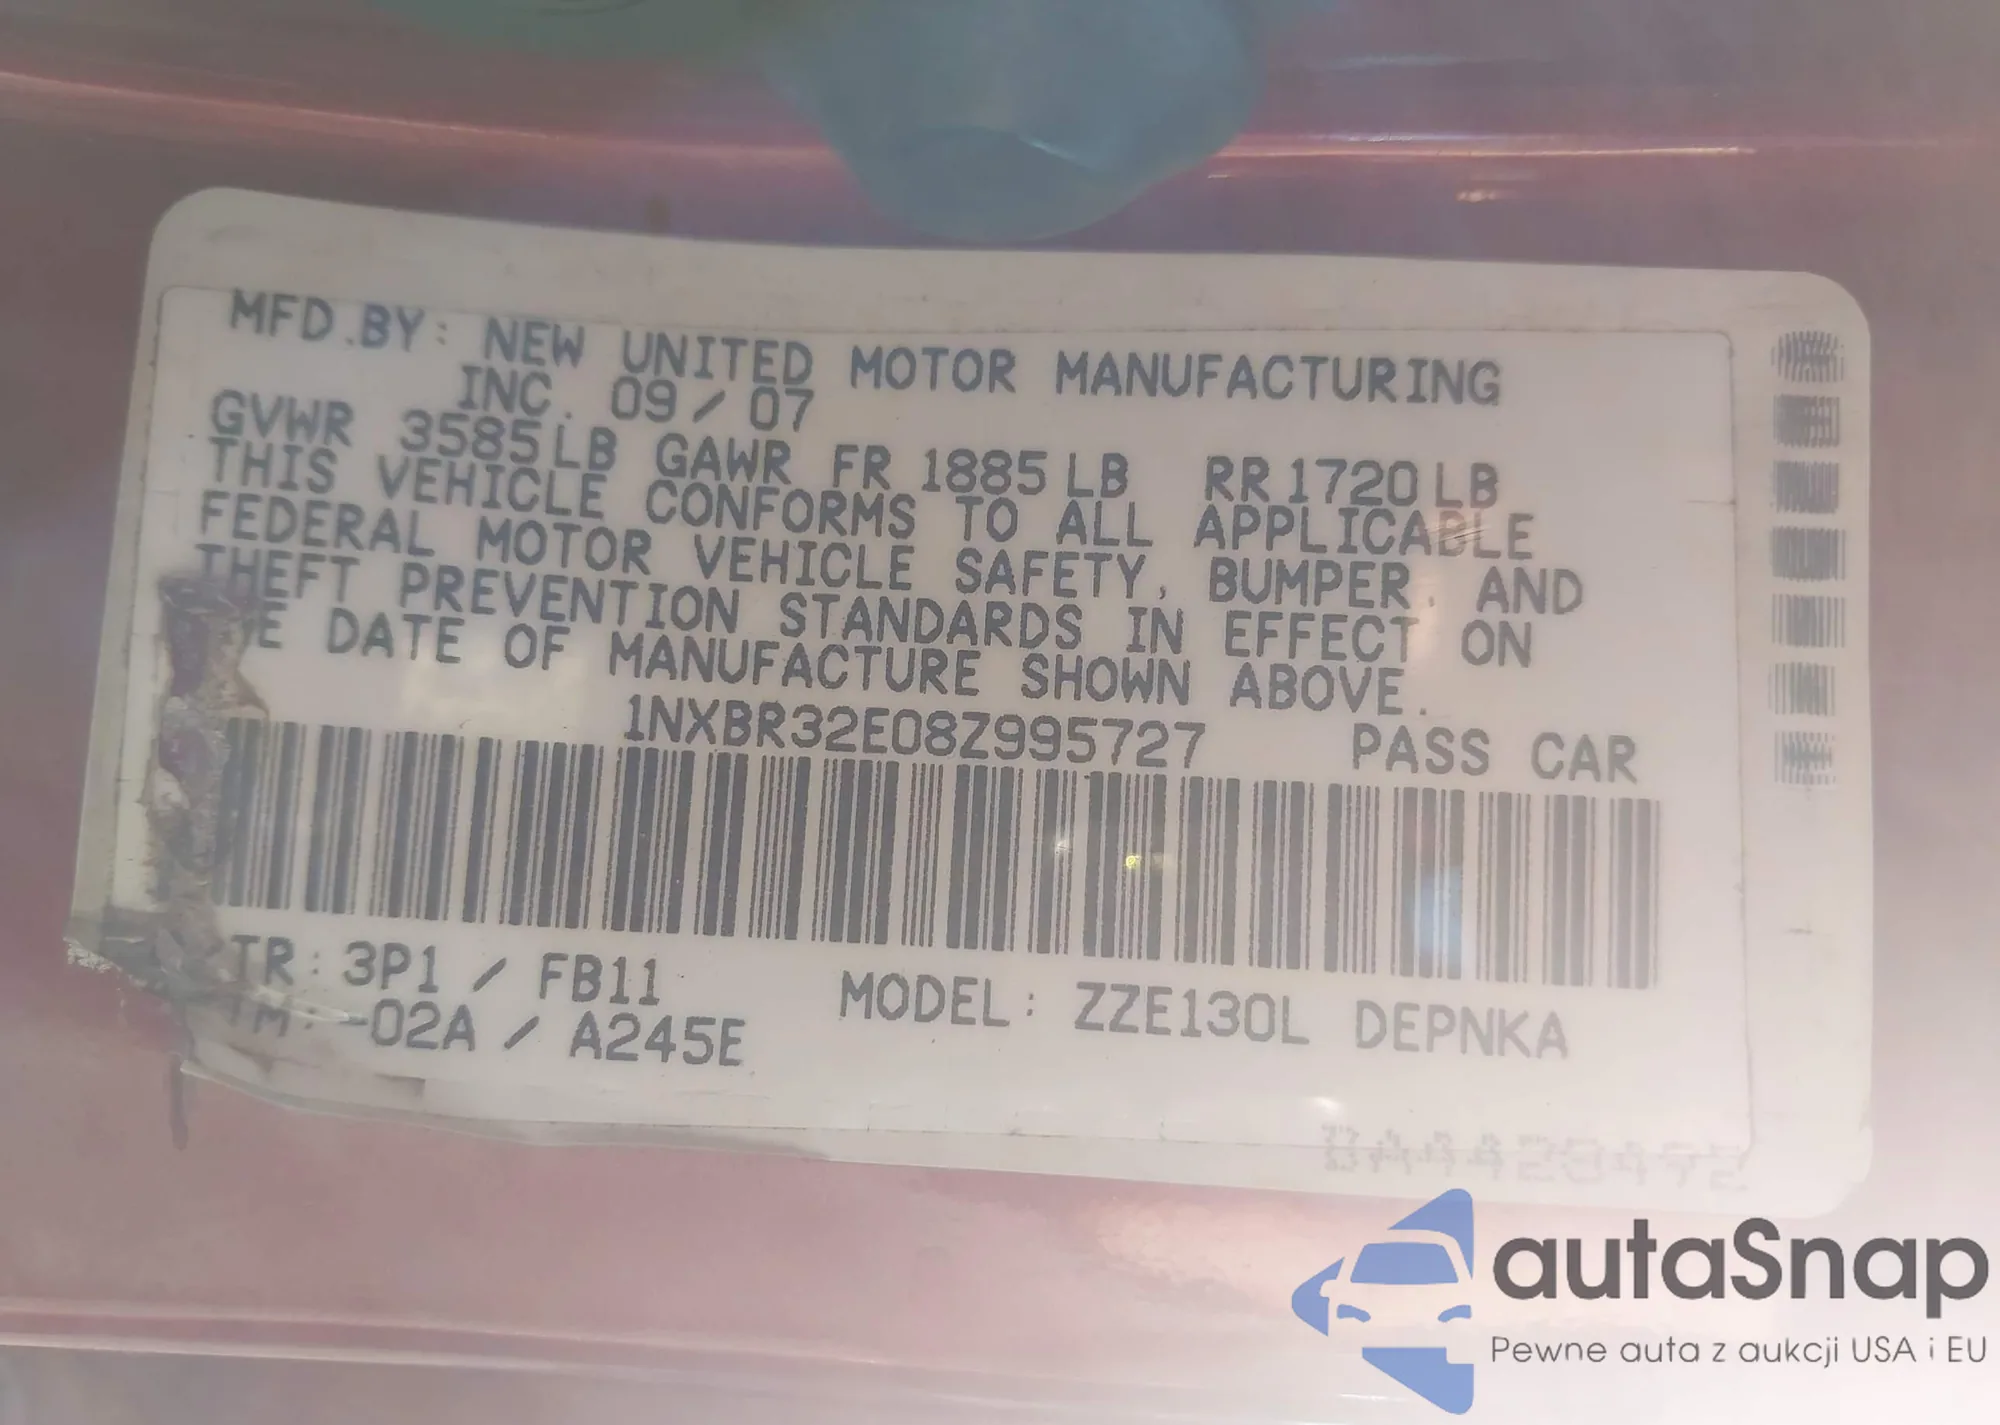 MFD.BY: NEW UNITED MOTOR MANUFACTURING
INC. 09/07
GVWR 3585LB GAWR FR 1885LB RR 1720LB
THIS VEHICLE CONFORMS TO ALL APPLICABLE
FEDERAL MOTOR VEHICLE SAFETY, BUMPER, AND
THEFT PREVENTION STANDARDS IN EFFECT ON
DATE OF MANUFACTURE SHOWN ABOVE.
1NXBR32E08Z995727 PASS CAR
TR: 3P1 / FB11
MODEL: ZZE130L DEPNKA
TM: -02A / A245E
autaSnap
Pewne auta z aukcji USA i EU